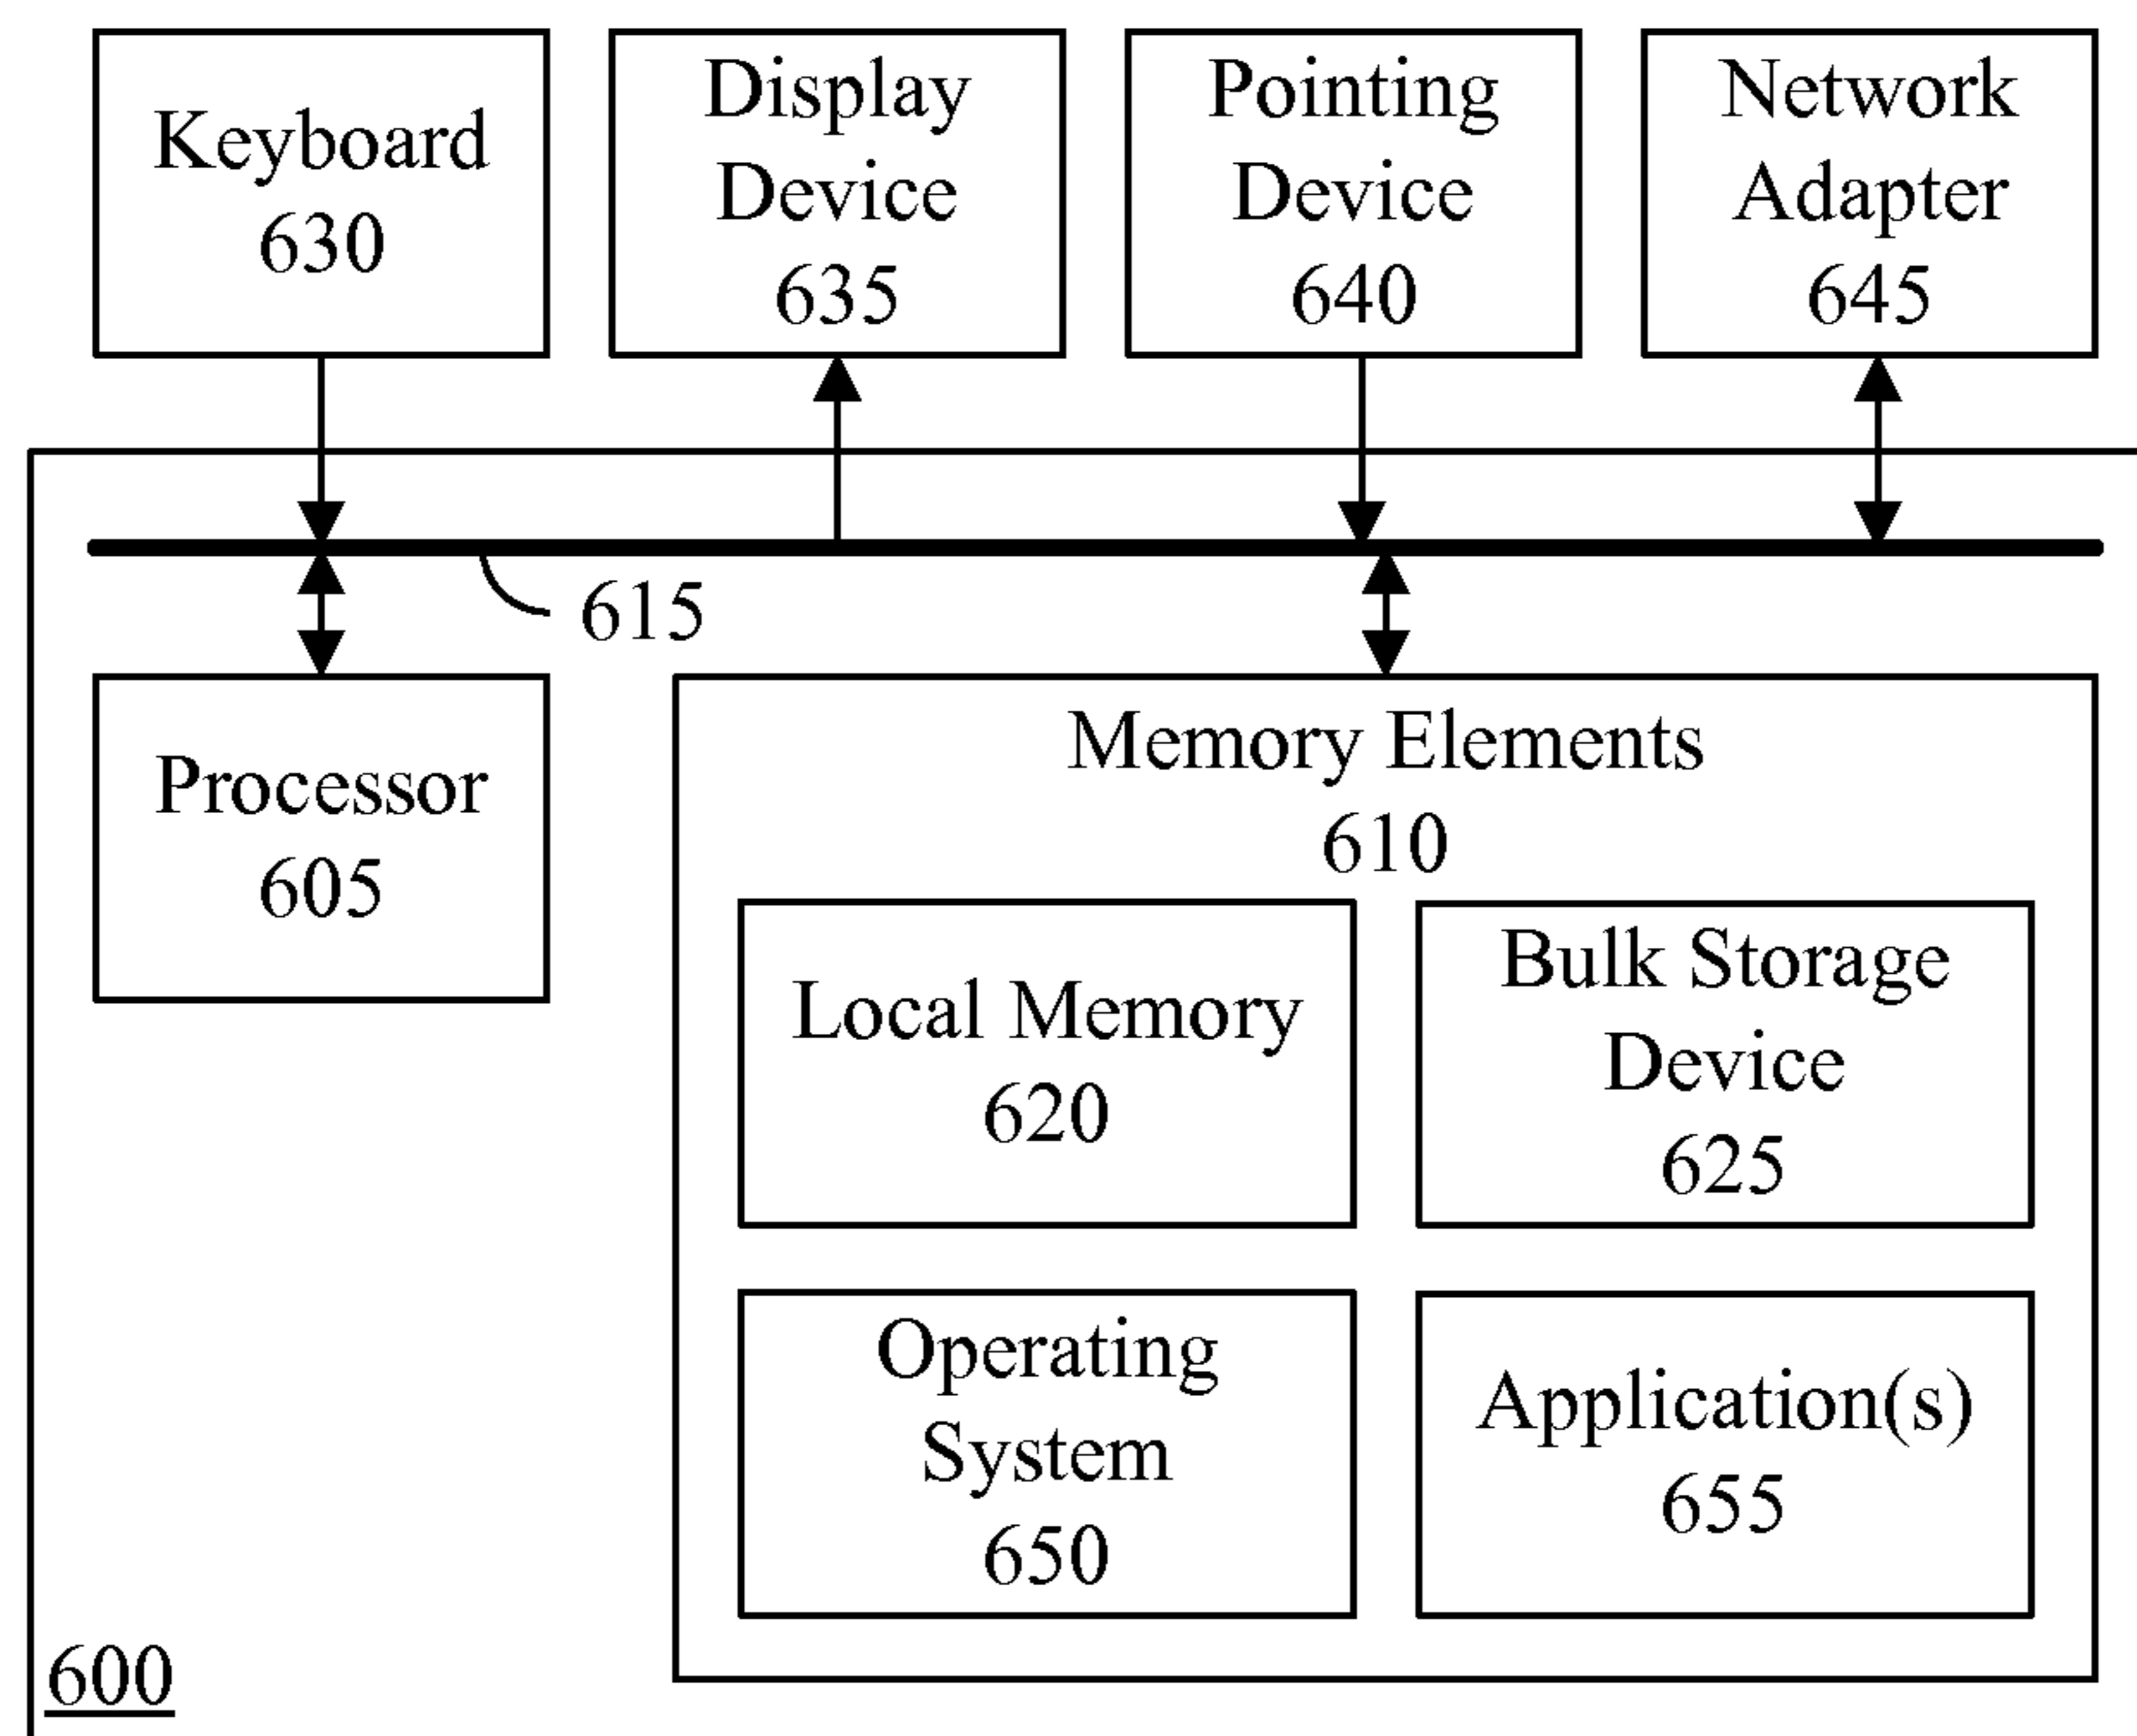 Keyboard
630
Display
Device
635
Pointing
Device
640
Network
Adapter
645
615
Processor
605
Memory Elements
610
Local Memory
620
Bulk Storage
Device
625
Operating
System
650
Application(s)
655
600